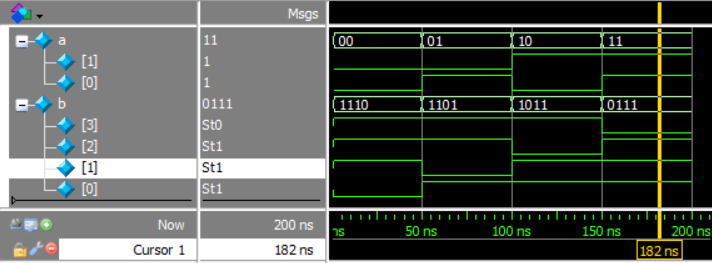 Msgs
a 11 00 01 10 11
[1] 1
[0] 1
b 0111 1110 1101 1011 0111
[3] St0
[2] St1
[1] St1
[0] St1
Now 200 ns ns 50 ns 100 ns 150 ns 200 ns
Cursor 1 182 ns 182 ns